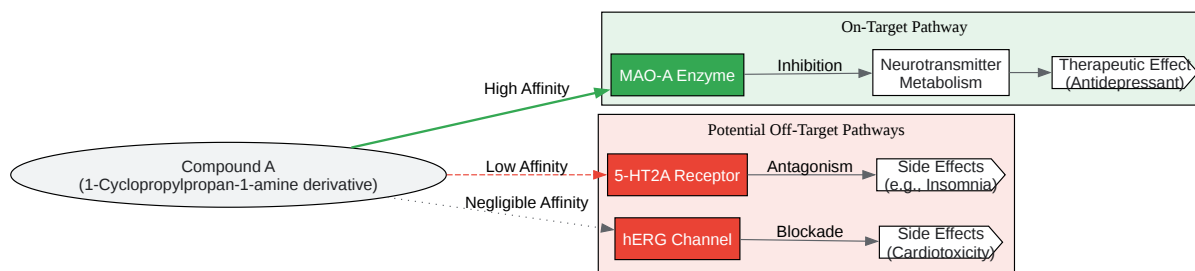 On-Target Pathway
MAO-A Enzyme
Inhibition
Neurotransmitter
Metabolism
Therapeutic Effect
(Antidepressant)
High Affinity
Potential Off-Target Pathways
Compound A
(1-Cyclopropylpropan-1-amine derivative)
Low Affinity
5-HT2A Receptor
Antagonism
Side Effects
(e.g., Insomnia)
Negligible Affinity
hERG Channel
Blockade
Side Effects
(Cardiotoxicity)